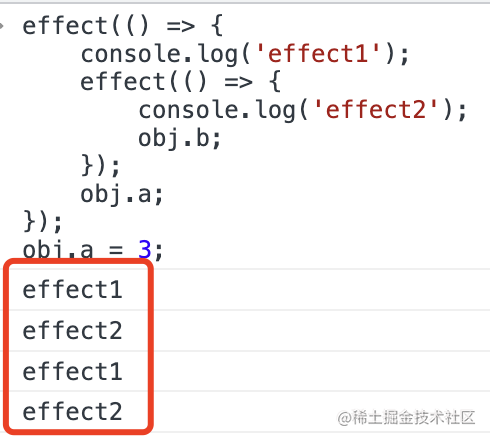 effect(() => {
    console.log('effect1');
    effect(() => {
        console.log('effect2');
        obj.b;
    });
    obj.a;
});
obj.a = 3;
effect1
effect2
effect1
effect2
@稀土掘金技术社区